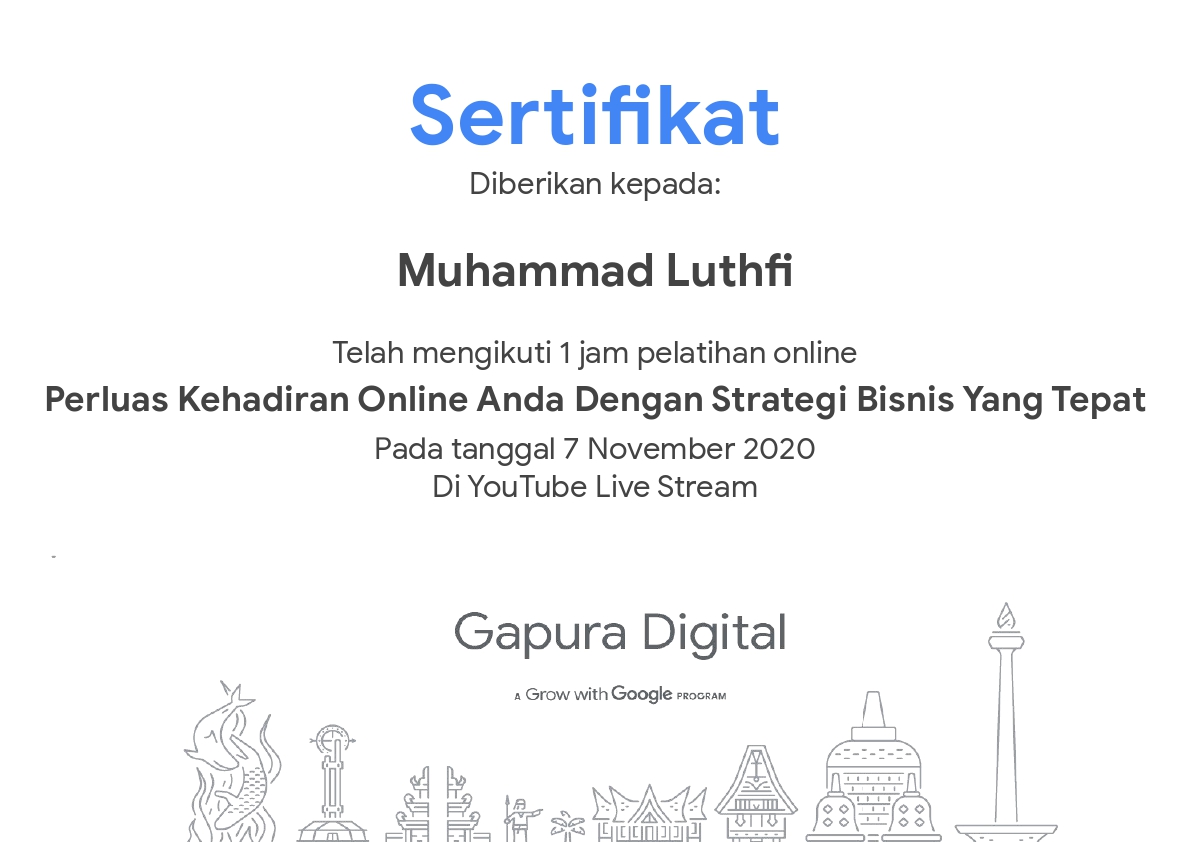 Sertifikat
Diberikan kepada:
Muhammad Luthfi
Telah mengikuti 1 jam pelatihan online
Perluas Kehadiran Online Anda Dengan Strategi Bisnis Yang Tepat
Pada tanggal 7 November 2020
Di YouTube Live Stream
-
Gapura Digital
A Grow with Google PROGRAM